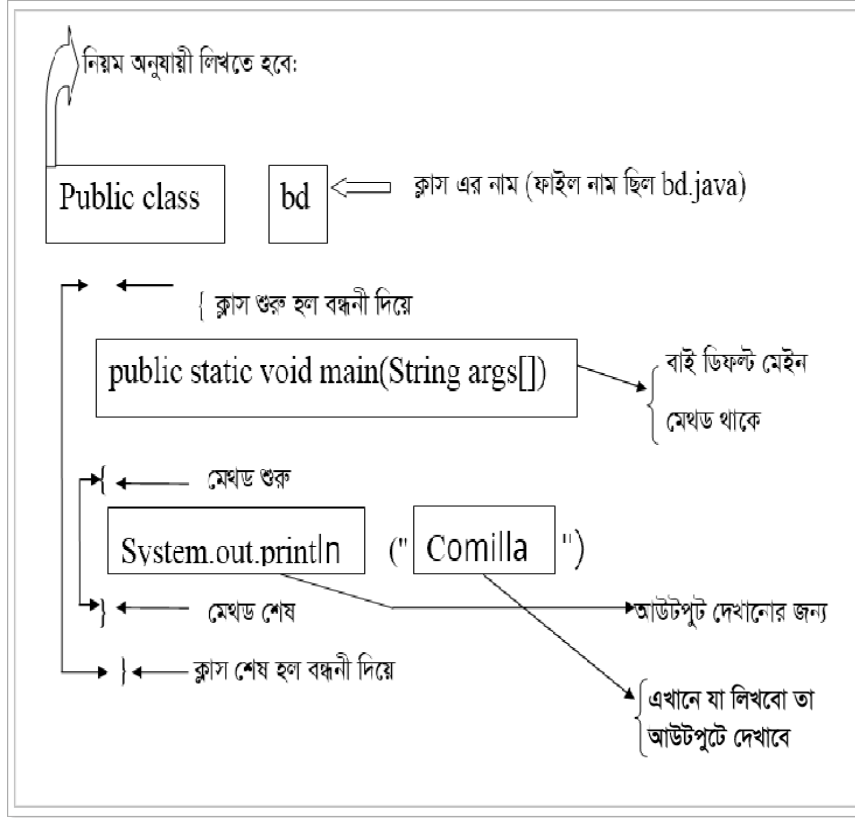 নিয়ম অনুযায়ী লিখতে হবে:
Public class bd ক্লাস এর নাম (ফাইল নাম ছিল bd.java)
{ ক্লাস শুরু হল বন্ধনী দিয়ে
public static void main(String args[])
বাই ডিফল্ট মেইন
মেথড থাকে
{ মেথড শুরু
System.out.println (" Comilla ")
} মেথড শেষ
আউটপুট দেখানোর জন্য
} ক্লাস শেষ হল বন্ধনী দিয়ে
এখানে যা লিখবো তা
আউটপুটে দেখাবে